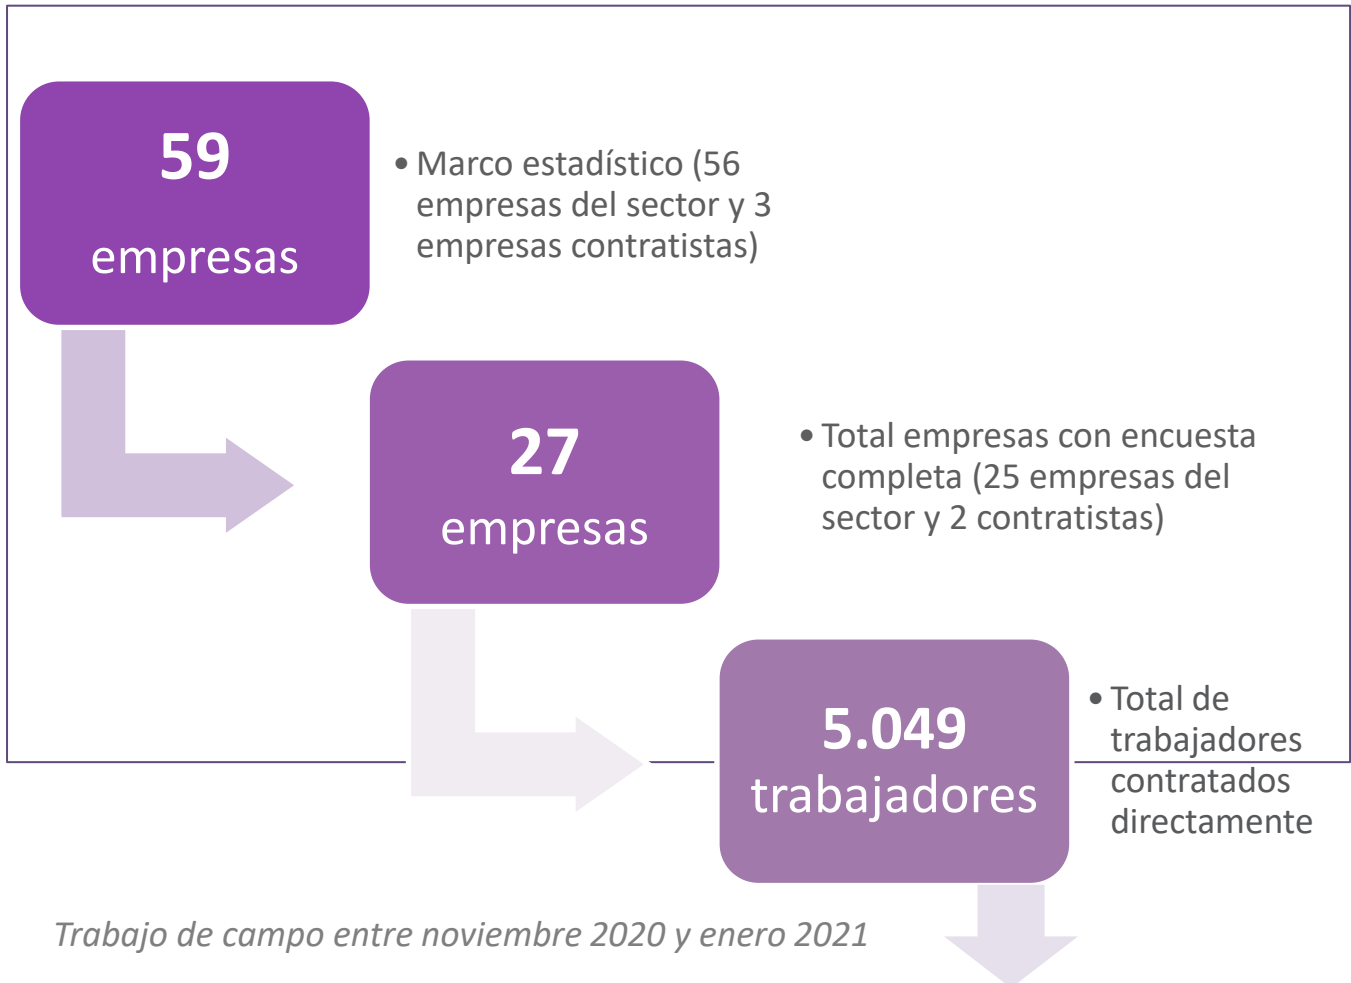 59
empresas
• Marco estadístico (56
empresas del sector y 3
empresas contratistas)
27
empresas
• Total empresas con encuesta
completa (25 empresas del
sector y 2 contratistas)
5.049
trabajadores
• Total de
trabajadores
contratados
directamente
Trabajo de campo entre noviembre 2020 y enero 2021